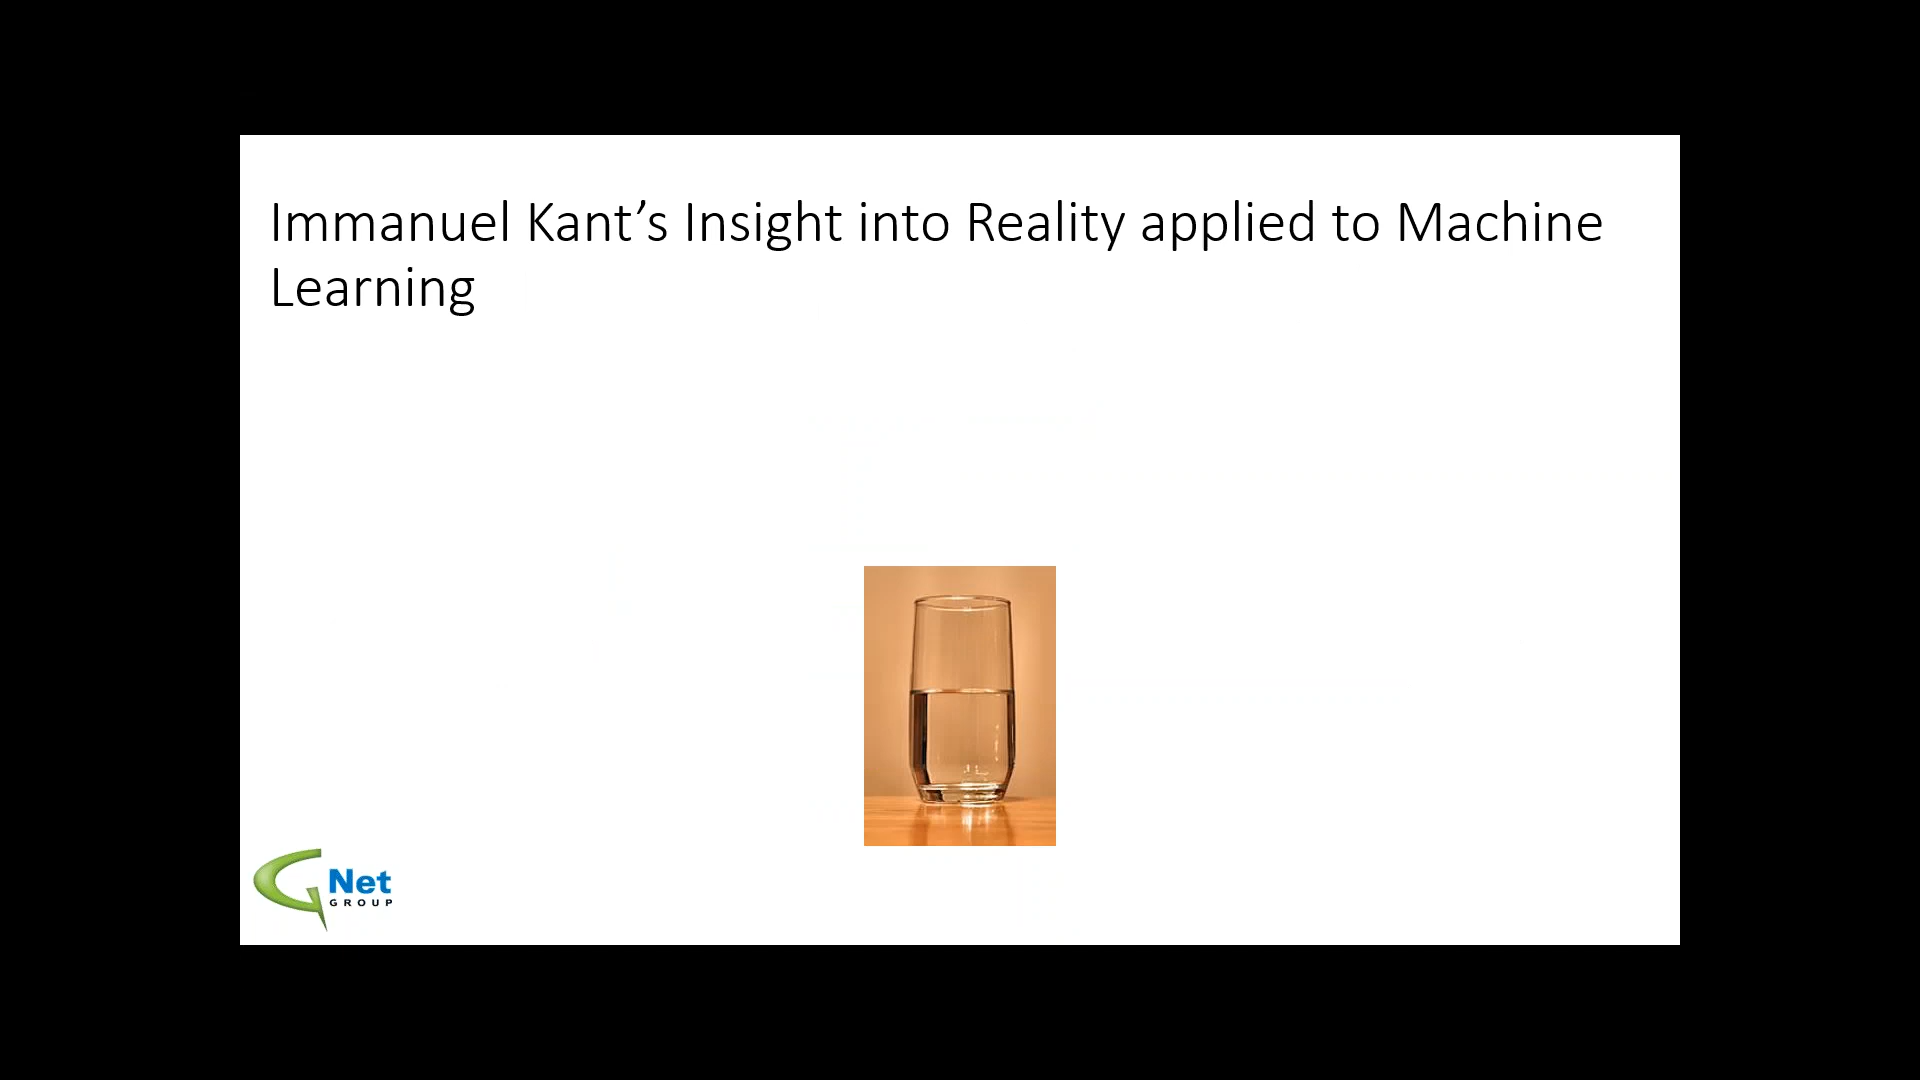 Immanuel Kant’s Insight into Reality applied to Machine
Learning
Net
GROUP